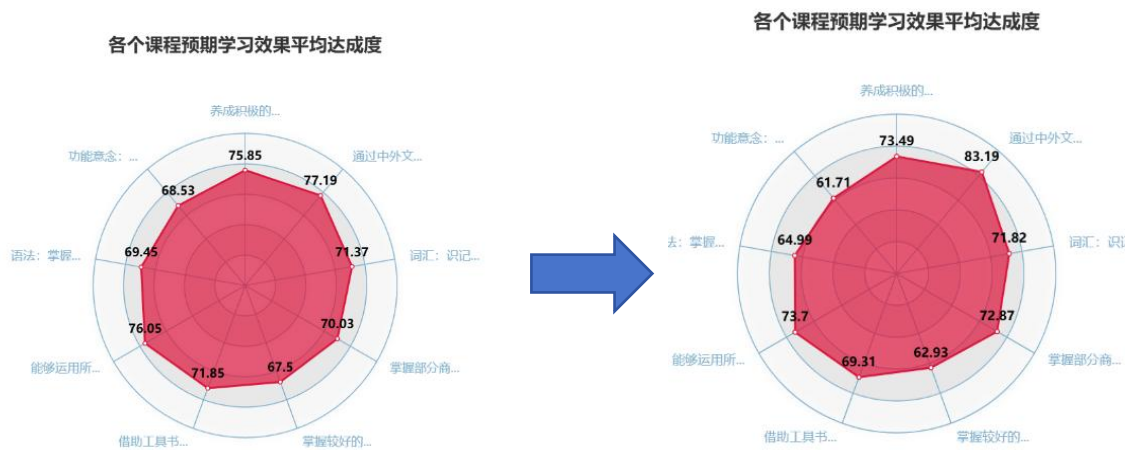 各个课程预期学习效果平均达成度
养成积极的...
75.85
功能意念：...
通过中外文...
68.53
77.19
语法：掌握...
69.45
71.37
词汇：识记...
76.05
70.03
能够运用所...
71.85
67.5
掌握部分商...
借助工具书...
掌握较好的...
各个课程预期学习效果平均达成度
养成积极的...
73.49
功能意念：...
83.19
通过中外文...
61.71
法：掌握...
64.99
71.82
词汇：识记
73.7
72.87
能够运用所...
69.31
62.93
掌握部分商...
借助工具书...
掌握较好的...